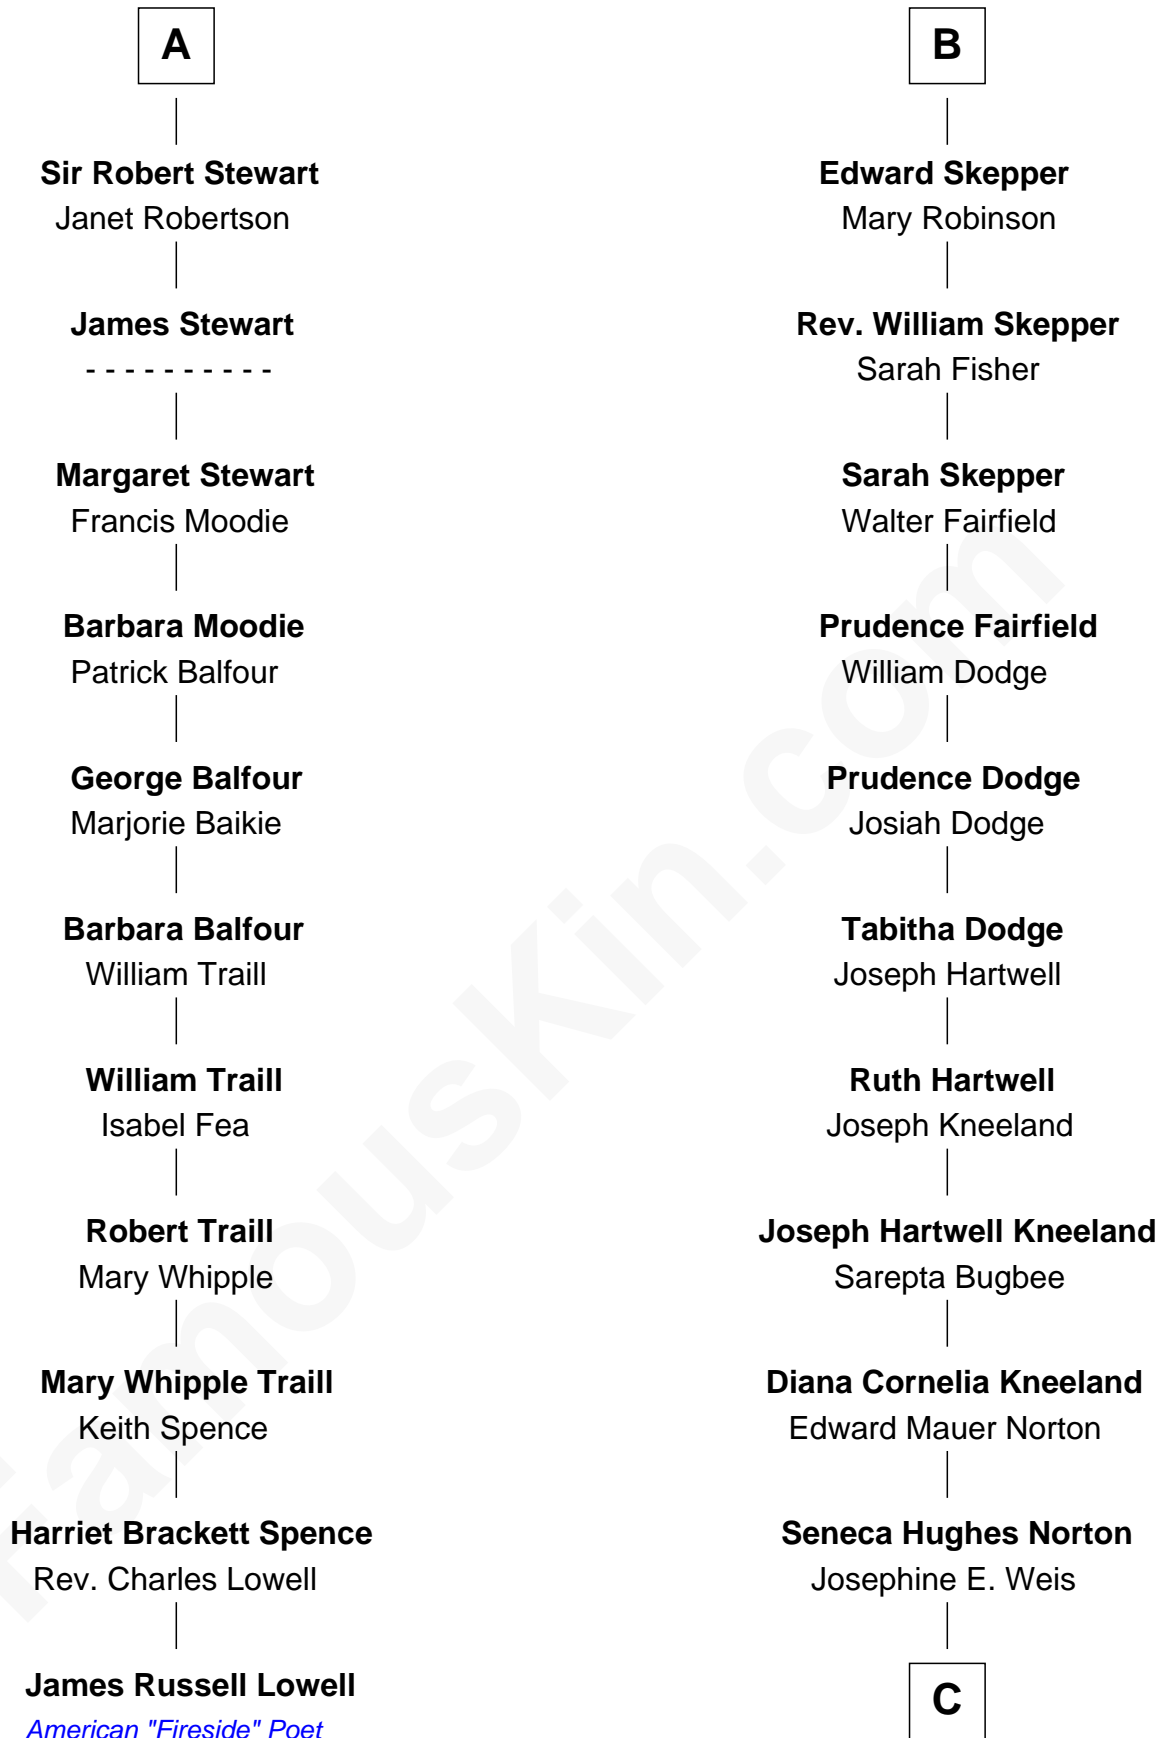 A
Sir Robert Stewart
Janet Robertson
James Stewart
- - - - - - - - - -
Margaret Stewart
Francis Moodie
Barbara Moodie
Patrick Balfour
George Balfour
Marjorie Baikie
Barbara Balfour
William Traill
William Traill
Isabel Fea
Robert Traill
Mary Whipple
Mary Whipple Traill
Keith Spence
Harriet Brackett Spence
Rev. Charles Lowell
James Russell Lowell
American "Fireside" Poet
B
Edward Skepper
Mary Robinson
Rev. William Skepper
Sarah Fisher
Sarah Skepper
Walter Fairfield
Prudence Fairfield
William Dodge
Prudence Dodge
Josiah Dodge
Tabitha Dodge
Joseph Hartwell
Ruth Hartwell
Joseph Kneeland
Joseph Hartwell Kneeland
Sarepta Bugbee
Diana Cornelia Kneeland
Edward Mauer Norton
Seneca Hughes Norton
Josephine E. Weis
C
FamousKin.com